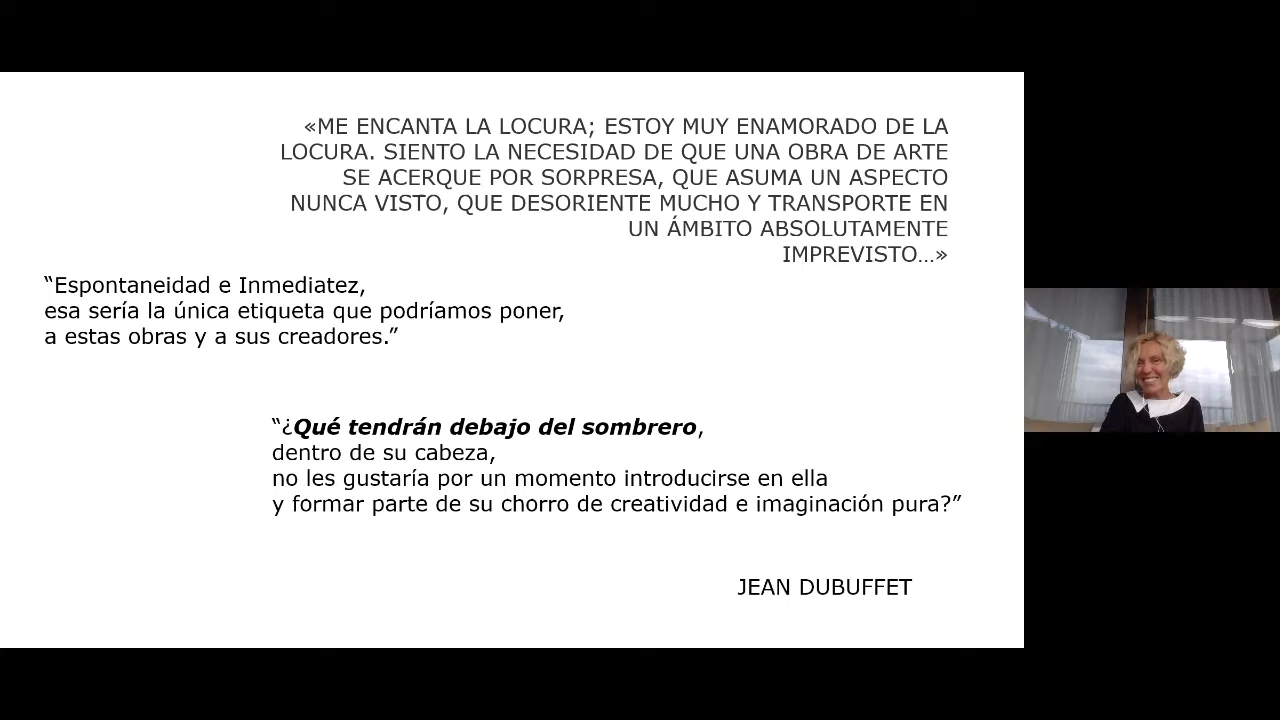 «ME ENCANTA LA LOCURA; ESTOY MUY ENAMORADO DE LA
LOCURA. SIENTO LA NECESIDAD DE QUE UNA OBRA DE ARTE
SE ACERQUE POR SORPRESA, QUE ASUMA UN ASPECTO
NUNCA VISTO, QUE DESORIENTE MUCHO Y TRANSPORTE EN
UN ÁMBITO ABSOLUTAMENTE
IMPREVISTO…»
“Espontaneidad e Inmediatez,
esa sería la única etiqueta que podríamos poner,
a estas obras y a sus creadores.”
“¿Qué tendrán debajo del sombrero,
dentro de su cabeza,
no les gustaría por un momento introducirse en ella
y formar parte de su chorro de creatividad e imaginación pura?”
JEAN DUBUFFET